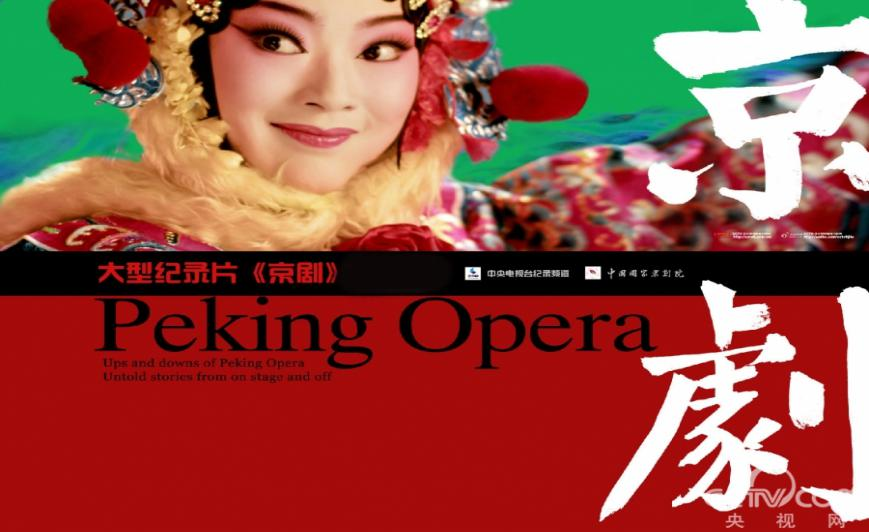 京
大型纪录片《京剧》
中央电视台纪录频道
中国国家京剧院
Peking Opera
Ups and downs of Peking Opera
Untold stories from on stage and off
劇
CCTV.COM
央视网